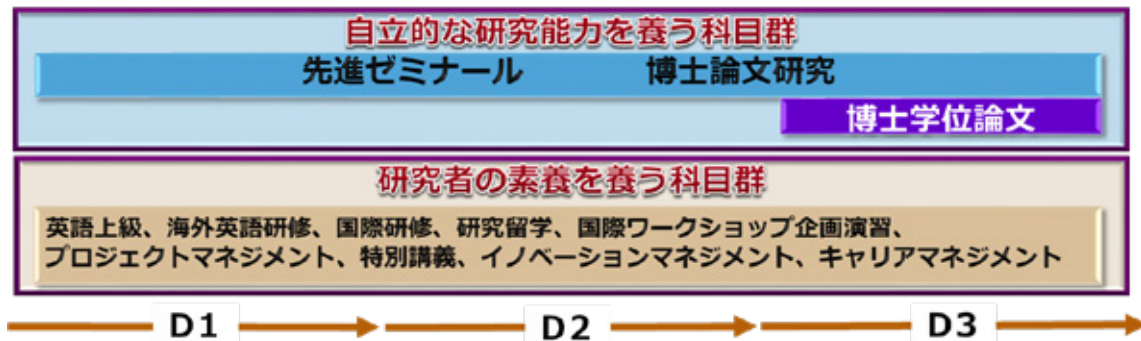 自立的な研究能力を養う科目群
先進ゼミナール 博士論文研究
博士学位論文
研究者の素養を養う科目群
英語上級、海外英語研修、国際研修、研究留学、国際ワークショップ企画演習、
プロジェクトマネジメント、特別講義、イノベーションマネジメント、キャリアマネジメント
D1 D2 D3